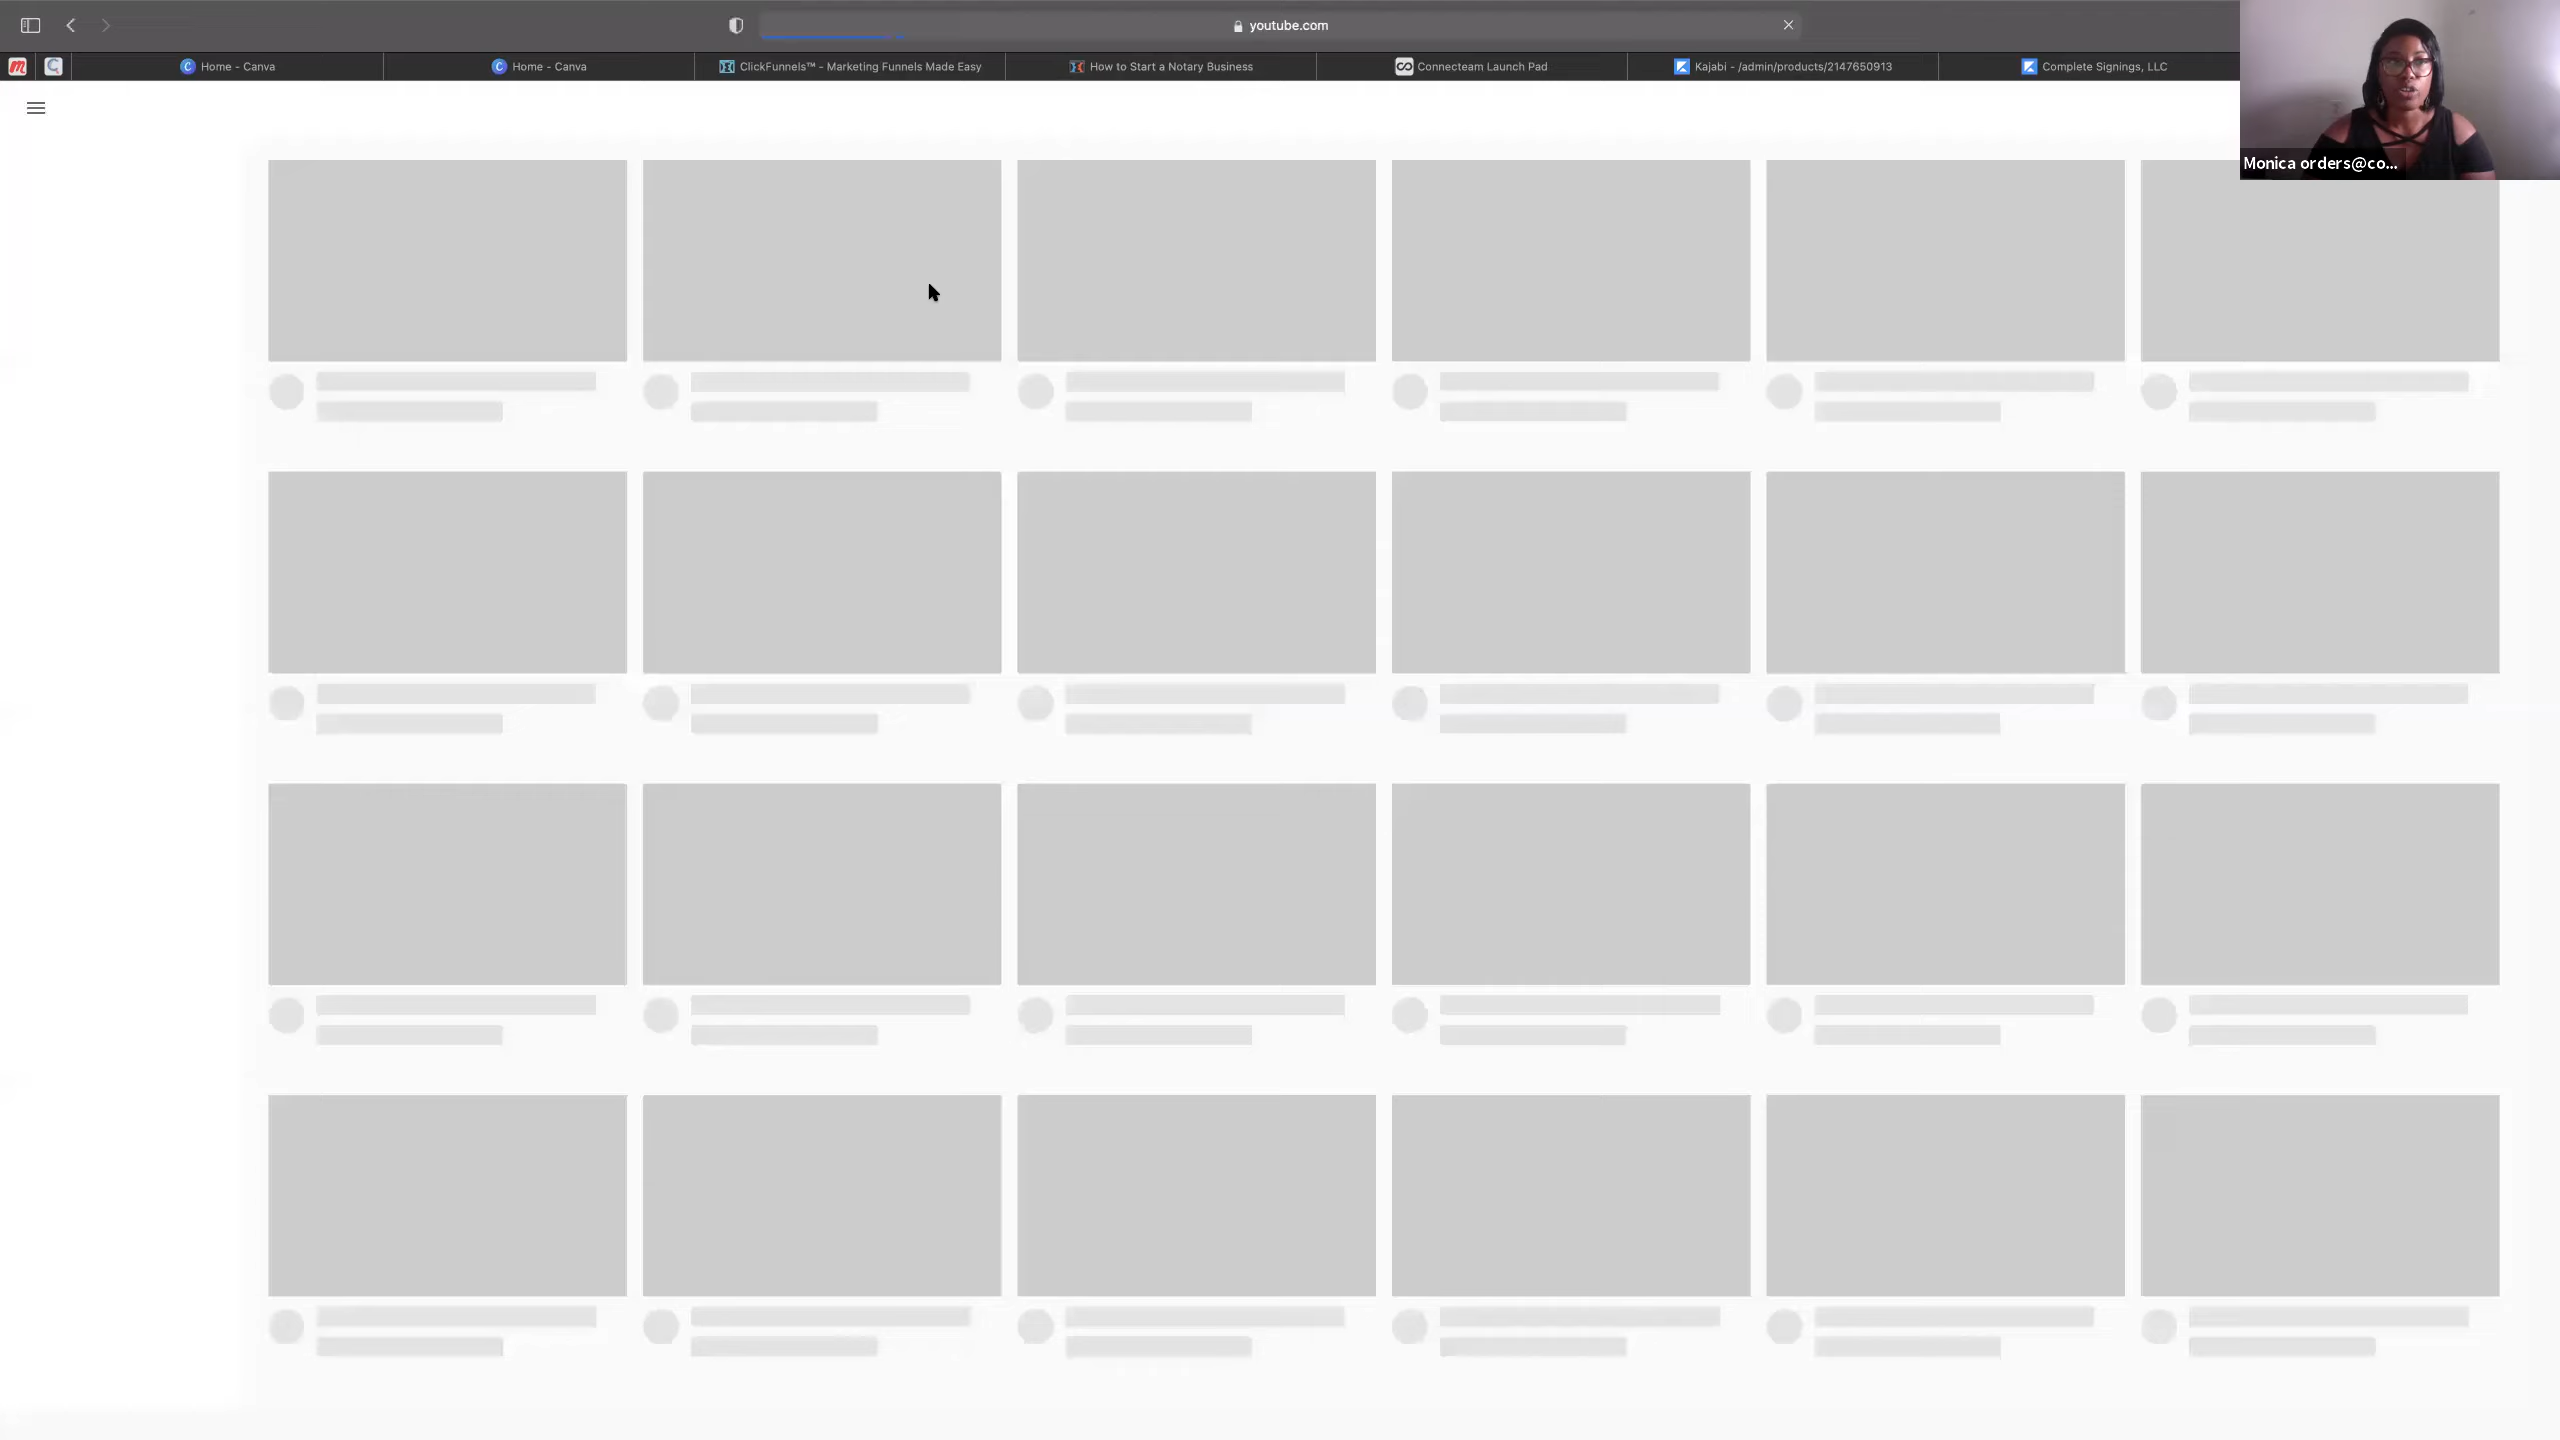 youtube.com
Home - Canva
Home - Canva
ClickFunnels™ - Marketing Funnels Made Easy
How to Start a Notary Business
Connecteam Launch Pad
Kajabi - /admin/products/2147650913
Complete Signings, LLC
Monica orders@co...